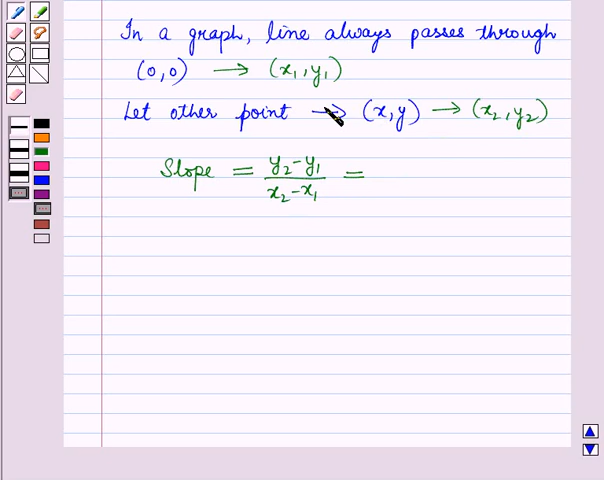 In a graph, line always passes through
(0,0) → (x₁, y₁)
Let other point → (x,y) → (x₂, y₂)
Slope = y₂-y₁ / x₂-x₁ =